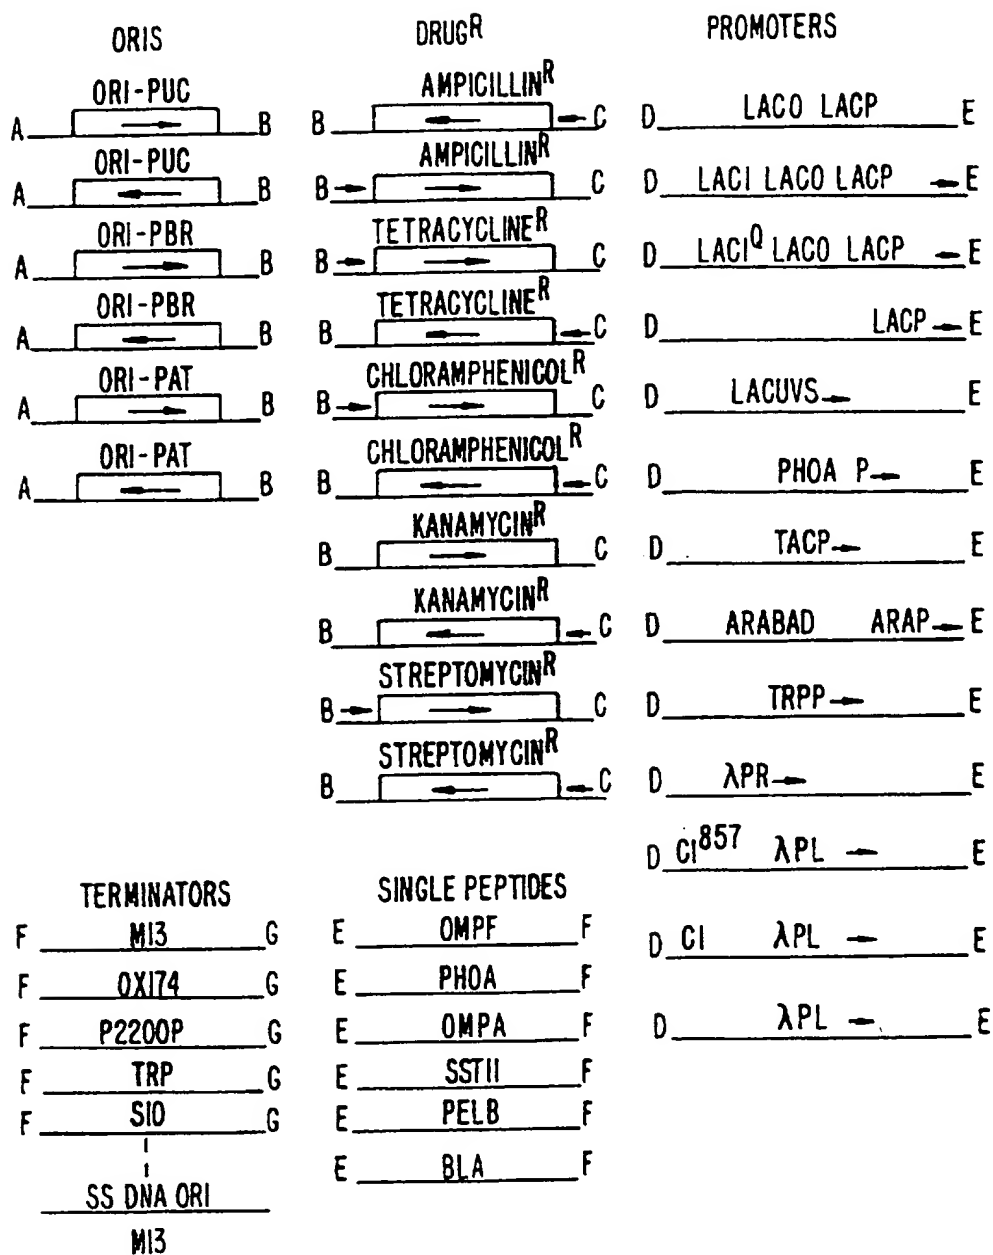 ORIS
ORI-PUC
A B
ORI-PUC
A B
ORI-PBR
A B
ORI-PBR
A B
ORI-PAT
A B
ORI-PAT
A B
DRUGR
AMPICILLINR
B C
AMPICILLINR
B C
TETRACYCLINER
B C
TETRACYCLINER
B C
CHLORAMPHENICOLR
B C
CHLORAMPHENICOLR
B C
KANAMYCINR
B C
KANAMYCINR
B C
STREPTOMYCINR
B C
STREPTOMYCINR
B C
PROMOTERS
D LACO LACP E
D LACI LACO LACP E
D LACIQ LACO LACP E
D LACP E
D LACUVS E
D PHOA P E
D TACP E
D ARABAD ARAP E
D TRPP E
D λPR E
D CI857 λPL E
D CI λPL E
D λPL E
TERMINATORS
F M13 G
F OXI74 G
F P2200P G
F TRP G
F S10 G
SS DNA ORI
M13
SINGLE PEPTIDES
E OMPF F
E PHOA F
E OMPA F
E SSTII F
E PELB F
E BLA F